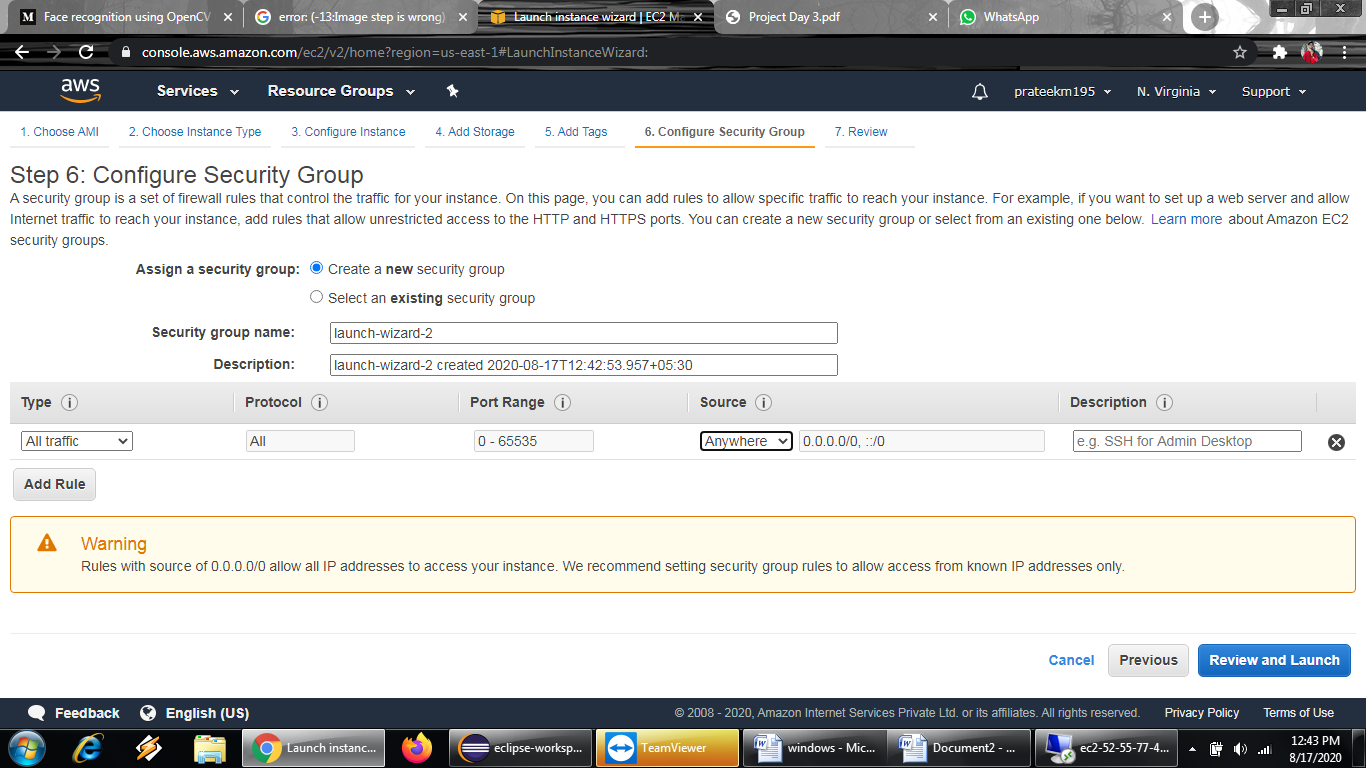 Face recognition using OpenCV
error: (-13:Image step is wrong)
Launch instance wizard | EC2 M
Project Day 3.pdf
WhatsApp
console.aws.amazon.com/ec2/v2/home?region=us-east-1#LaunchInstanceWizard:
aws
Services
Resource Groups
prateekm195
N. Virginia
Support
1. Choose AMI
2. Choose Instance Type
3. Configure Instance
4. Add Storage
5. Add Tags
6. Configure Security Group
7. Review
Step 6: Configure Security Group
A security group is a set of firewall rules that control the traffic for your instance. On this page, you can add rules to allow specific traffic to reach your instance. For example, if you want to set up a web server and allow
Internet traffic to reach your instance, add rules that allow unrestricted access to the HTTP and HTTPS ports. You can create a new security group or select from an existing one below. Learn more about Amazon EC2
security groups.
Assign a security group: Create a new security group
Select an existing security group
Security group name: launch-wizard-2
Description: launch-wizard-2 created 2020-08-17T12:42:53.957+05:30
Type i Protocol i Port Range i Source i Description i
All traffic All 0 - 65535 Anywhere 0.0.0.0/0, ::/0 e.g. SSH for Admin Desktop
Add Rule
Warning
Rules with source of 0.0.0.0/0 allow all IP addresses to access your instance. We recommend setting security group rules to allow access from known IP addresses only.
Cancel Previous Review and Launch
Feedback English (US) © 2008 - 2020, Amazon Internet Services Private Ltd. or its affiliates. All rights reserved. Privacy Policy Terms of Use
Launch instanc...
eclipse-worksp...
TeamViewer
windows - Mic...
Document2 - ...
ec2-52-55-77-4...
12:43 PM
8/17/2020